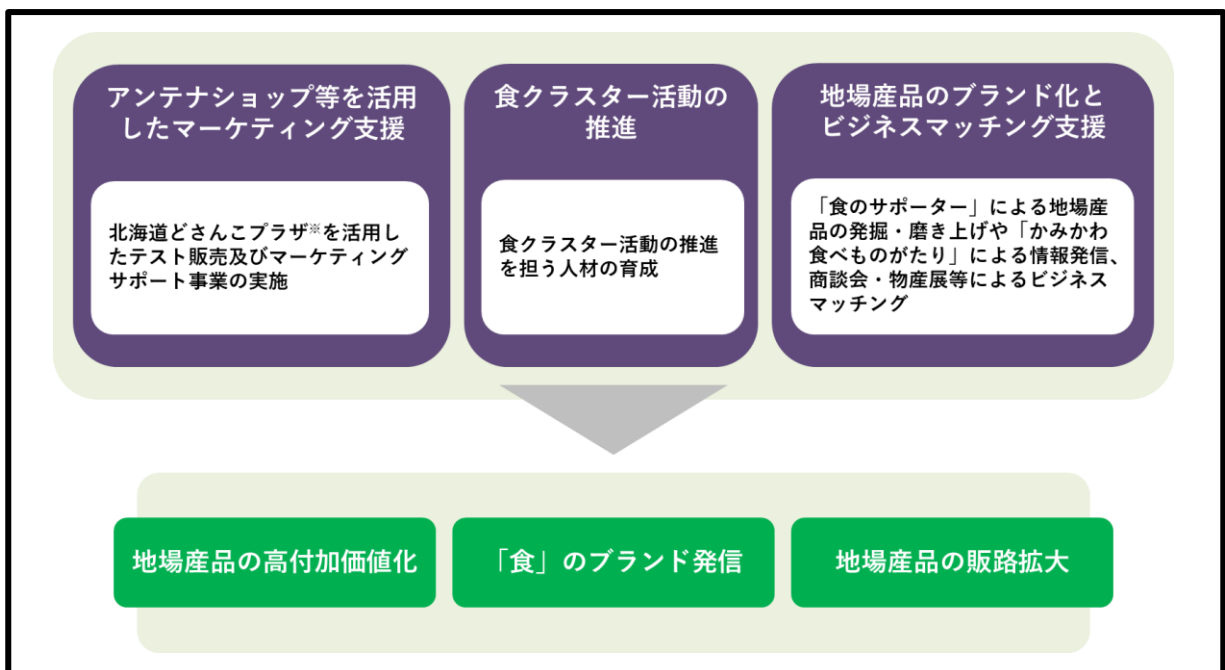 アンテナショップ等を活用
したマーケティング支援
北海道どさんこプラザ※を活用し
たテスト販売及びマーケティング
サポート事業の実施
食クラスター活動の
推進
食クラスター活動の推進
を担う人材の育成
地場産品のブランド化と
ビジネスマッチング支援
「食のサポーター」による地場産
品の発掘・磨き上げや「かみかわ
食べものがたり」による情報発信、
商談会・物産展等によるビジネス
マッチング
地場産品の高付加価値化
「食」のブランド発信
地場産品の販路拡大